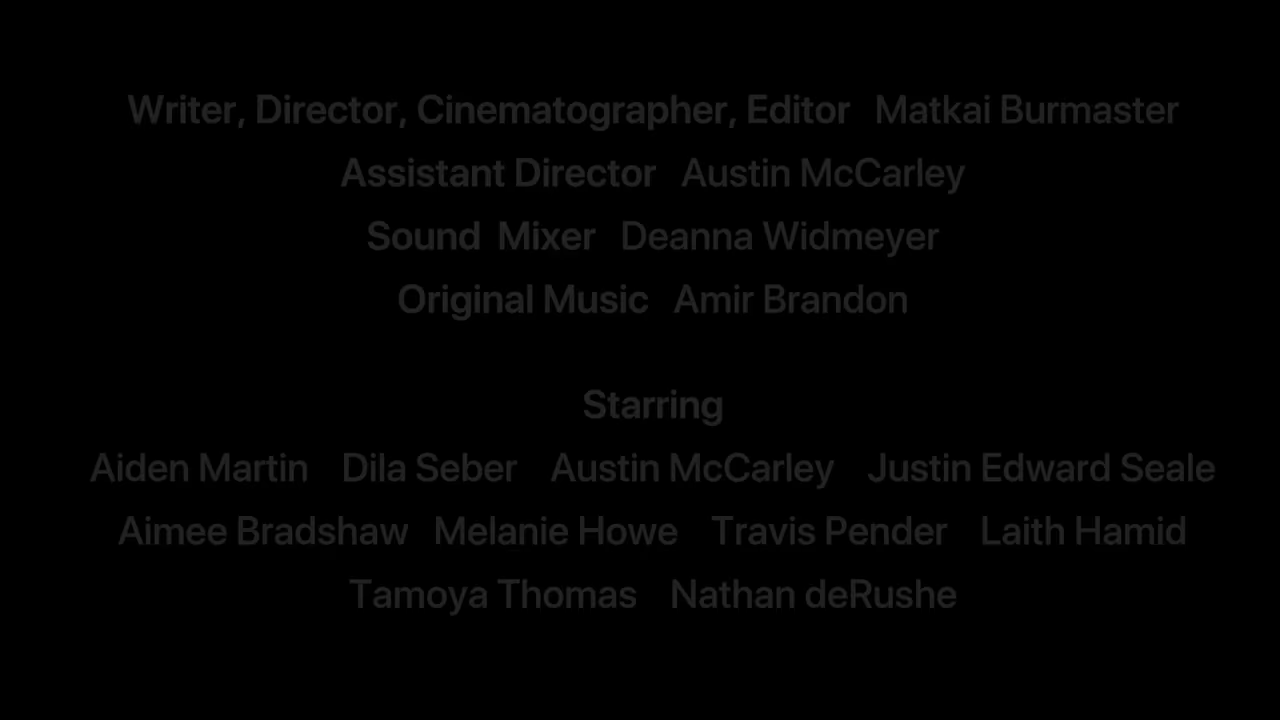 Writer, Director, Cinematographer, Editor Matkai Burmaster
Assistant Director Austin McCarley
Sound Mixer Deanna Widmeyer
Original Music Amir Brandon
Starring
Aiden Martin Dila Seber Austin McCarley Justin Edward Seale
Aimee Bradshaw Melanie Howe Travis Pender Laith Hamid
Tamoya Thomas Nathan deRushe